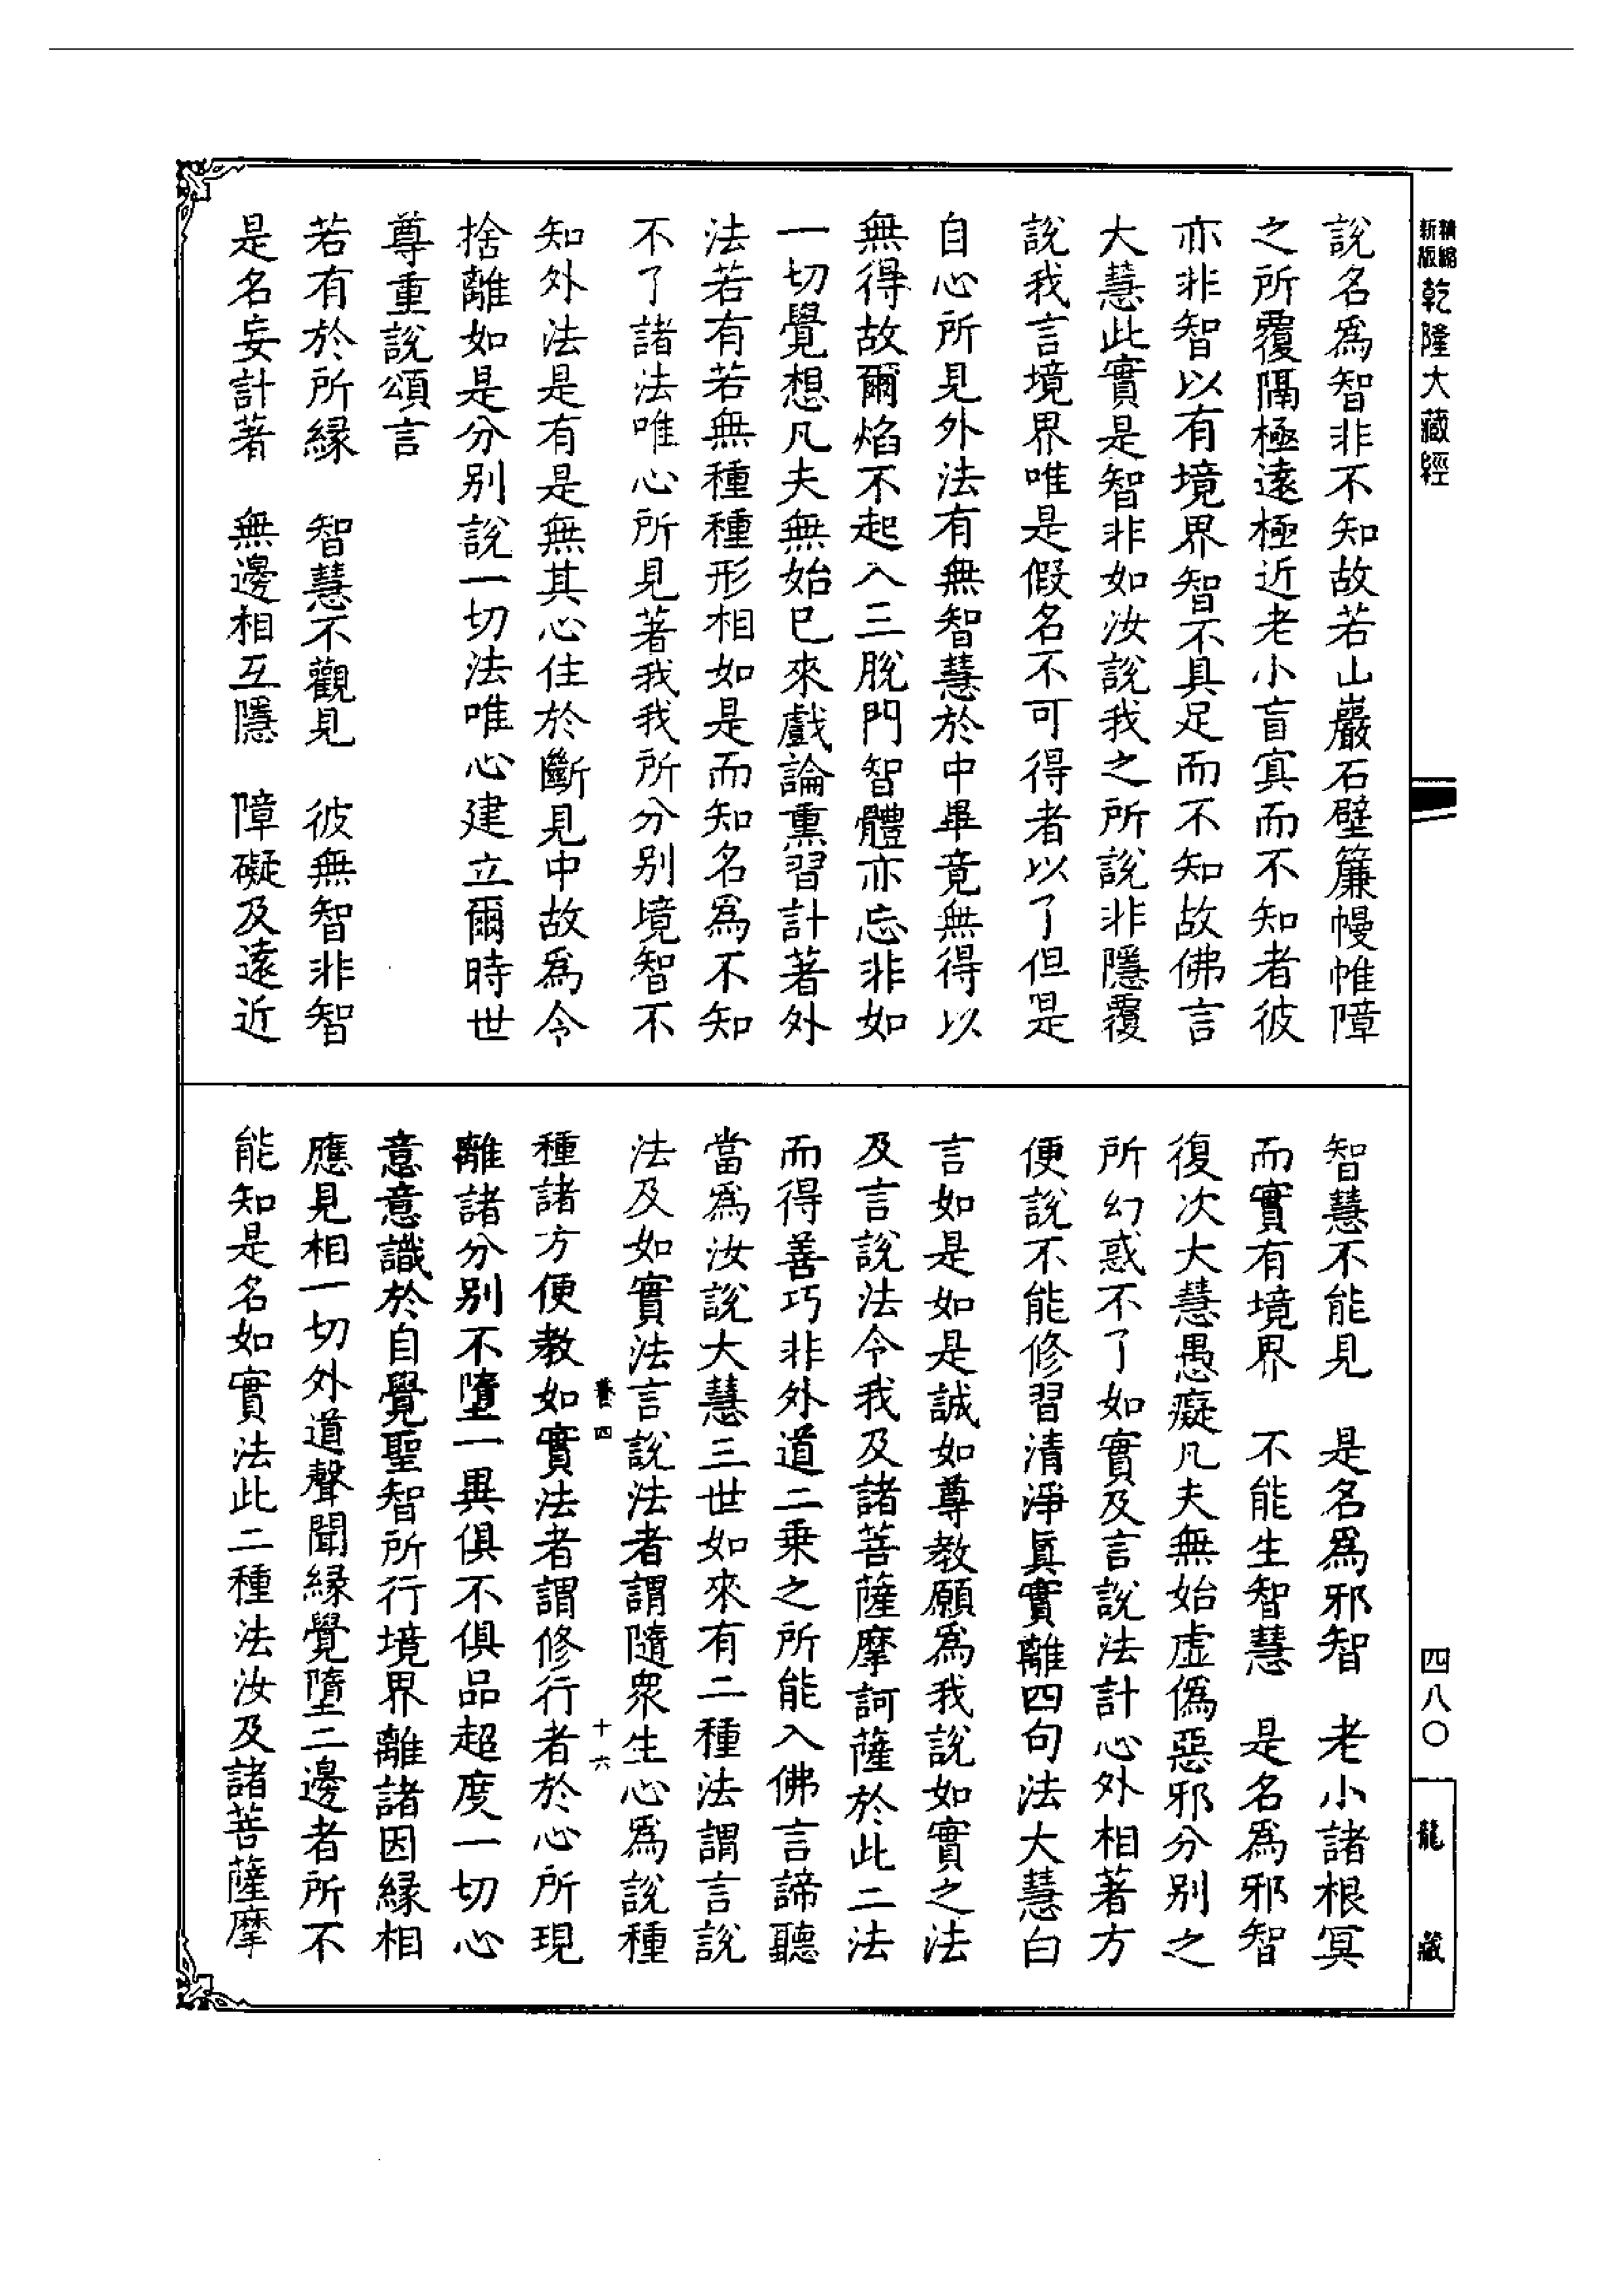 精縮
新版
乾隆大藏經
說名爲智非不知故若山巖石壁簾幔帷障
之所覆隔極遠極近老小盲冥而不知者彼
亦非智以有境界智不具足而不知故佛言
大慧此實是智非如汝說我之所說非隱覆
說我言境界唯是假名不可得者以了但是
自心所見外法有無智慧於中畢竟無得以
無得故爾焰不起入三脫門智體亦忘非如
一切覺想凡夫無始已來戲論熏習計著外
法若有若無種種形相如是而知名爲不知
不了諸法唯心所見著我我所分別境智不
知外法是有是無其心住於斷見中故爲令
捨離如是分別說一切法唯心建立爾時世
尊重說頌言
若有於所緣　智慧不觀見　彼無智非智
是名妄計著　無邊相互隱　障礙及遠近
智慧不能見　是名爲邪智　老小諸根冥
而實有境界　不能生智慧　是名爲邪智
復次大慧愚癡凡夫無始虛僞惡邪分別之
所幻惑不了如實及言說法計心外相著方
便說不能修習清淨眞實離四句法大慧白
言如是如是誠如尊教願爲我說如實之法
及言說法令我及諸菩薩摩訶薩於此二法
而得善巧非外道二乘之所能入佛言諦聽
當爲汝說大慧三世如來有二種法謂言說
法及如實法言說法者謂隨眾生心爲說種
卷四　十六
種諸方便教如實法者謂修行者於心所現
離諸分別不墮一異俱不俱品超度一切心
意意識於自覺聖智所行境界離諸因緣相
應見相一切外道聲聞緣覺墮二邊者所不
能知是名如實法此二種法汝及諸菩薩摩
四八〇
龍藏